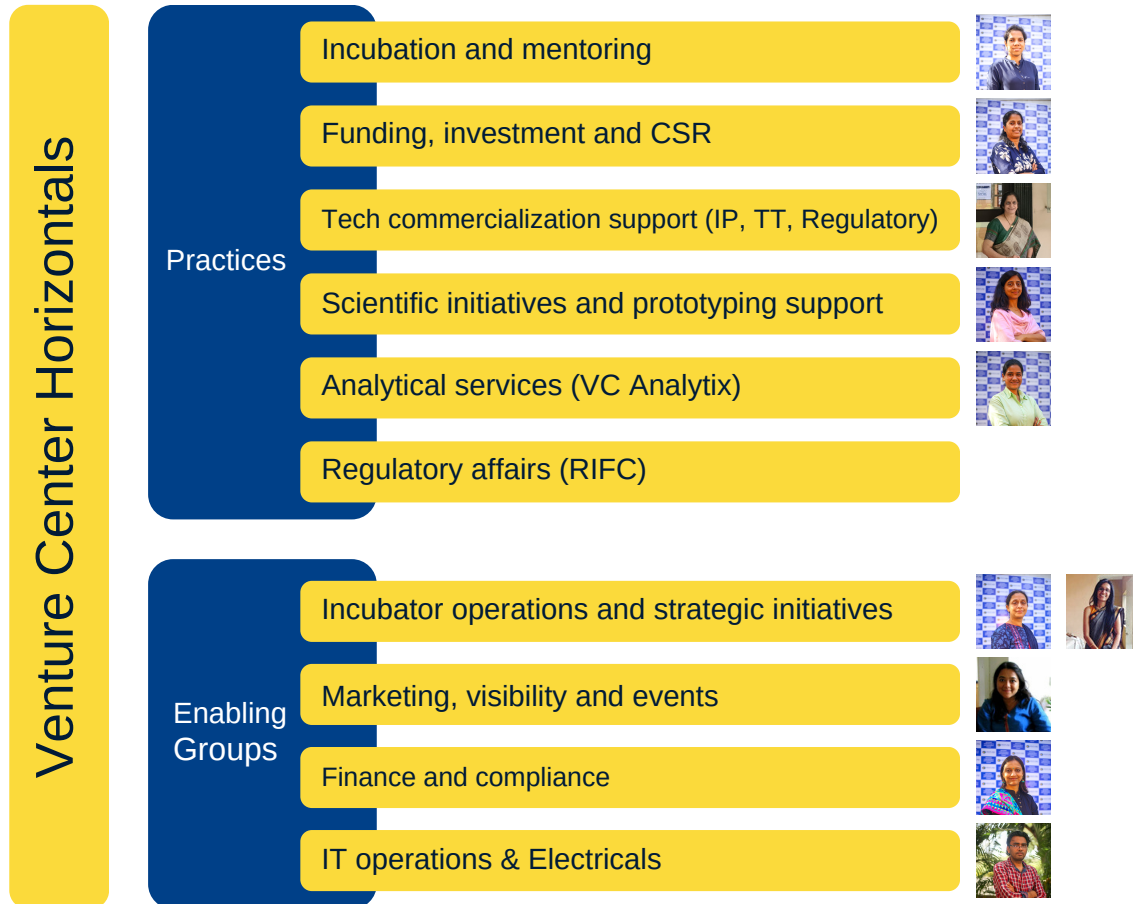 Venture Center Horizontals
Practices
Incubation and mentoring
Funding, investment and CSR
Tech commercialization support (IP, TT, Regulatory)
Scientific initiatives and prototyping support
Analytical services (VC Analytix)
Regulatory affairs (RIFC)
Enabling
Groups
Incubator operations and strategic initiatives
Marketing, visibility and events
Finance and compliance
IT operations & Electricals